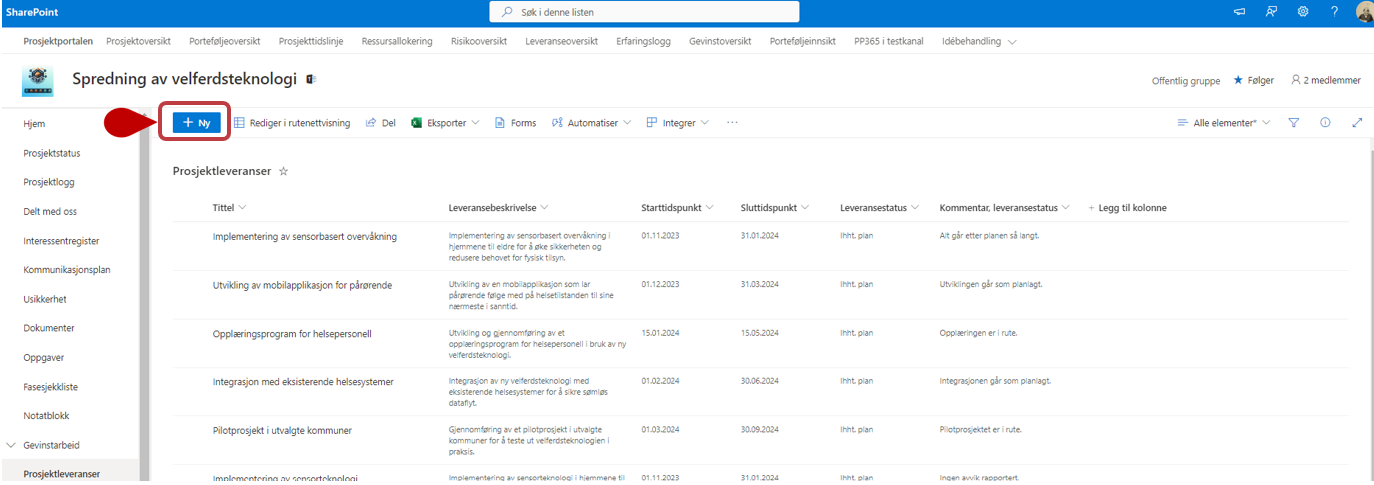 SharePoint
Søk i denne listen
?
Prosjektportalen Prosjektoversikt Porteføljeoversikt Prosjekttidslinje Ressursallokering Risikooversikt Leveranseoversikt Erfaringslogg Gevinstoversikt Porteføljeinnsikt PP365 i testkanal Idébehandling
Spredning av velferdsteknologi
Offentlig gruppe ★ Følger 2 medlemmer
Hjem
Prosjektstatus
Prosjektlogg
Delt med oss
Interessentregister
Kommunikasjonsplan
Usikkerhet
Dokumenter
Oppgaver
Fasesjekkliste
Notatblokk
Gevinstarbeid
Prosjektleveranser
+ Ny Rediger i rutenettvisning Del Eksporter Forms Automatiser Integrer ... Alle elementer*
Prosjektleveranser ☆
Tittel Leveransebeskrivelse Starttidspunkt Sluttidspunkt Leveransestatus Kommentar, leveransestatus + Legg til kolonne
Implementering av sensorbasert overvåkning Implementering av sensorbasert overvåkning i 01.11.2023 31.01.2024 Ihht. plan Alt går etter planen så langt.
hjemmene til eldre for å øke sikkerheten og
redusere behovet for fysisk tilsyn.
Utvikling av mobilapplikasjon for pårørende Utvikling av en mobilapplikasjon som lar 01.12.2023 31.03.2024 Ihht. plan Utviklingen går som planlagt.
pårørende følge med på helsetilstanden til sine
nærmeste i sanntid.
Opplæringsprogram for helsepersonell Utvikling og gjennomføring av et 15.01.2024 15.05.2024 Ihht. plan Opplæringen er i rute.
opplæringsprogram for helsepersonell i bruk av ny
velferdsteknologi.
Integrasjon med eksisterende helsesystemer Integrasjon av ny velferdsteknologi med 01.02.2024 30.06.2024 Ihht. plan Integrasjonen går som planlagt.
eksisterende helsesystemer for å sikre sømløs
dataflyt.
Pilotprosjekt i utvalgte kommuner Gjennomføring av et pilotprosjekt i utvalgte 01.03.2024 30.09.2024 Ihht. plan Pilotprosjektet er i rute.
kommuner for å teste ut velferdsteknologien i
praksis.
Implementering av sensorteknologi Implementering av sensorteknologi i hjemmene til 01.11.2023 31.01.2024 Ihht. plan Ingen avvik rapportert.